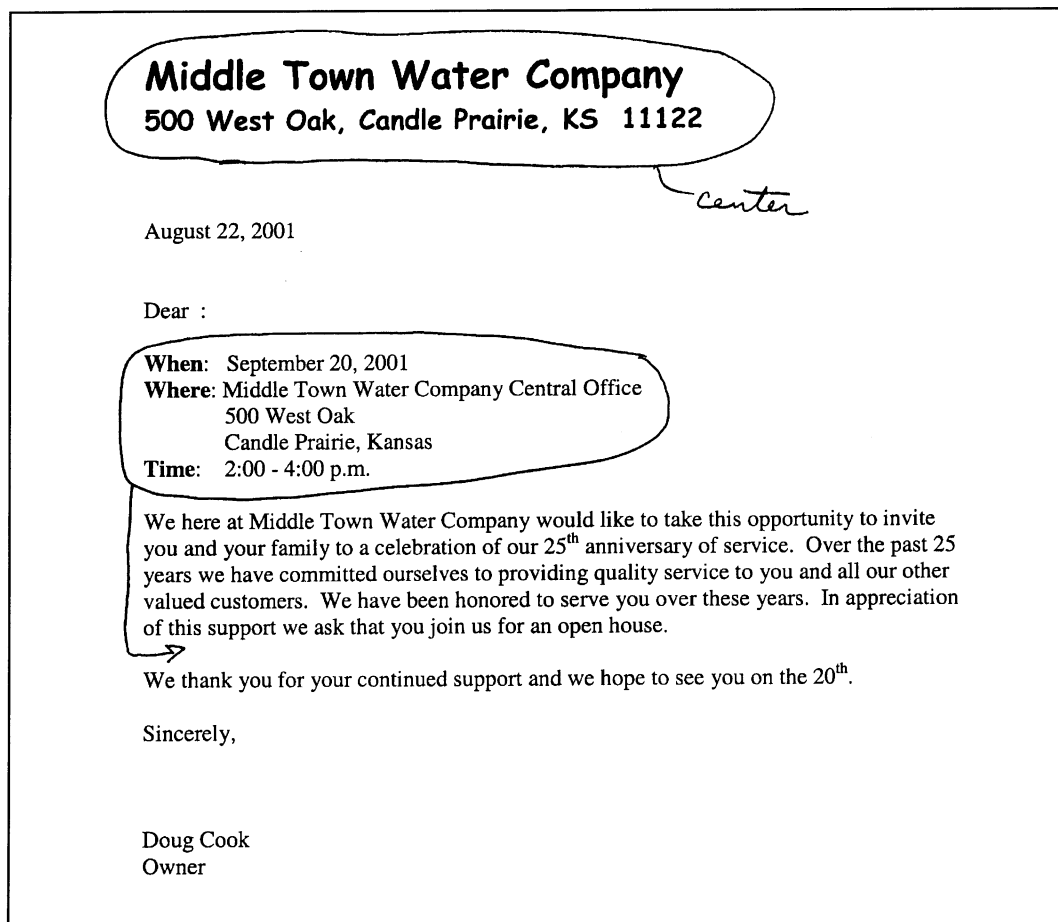 Middle Town Water Company
500 West Oak, Candle Prairie, KS 11122
center
August 22, 2001
Dear :
When: September 20, 2001
Where: Middle Town Water Company Central Office
500 West Oak
Candle Prairie, Kansas
Time: 2:00 - 4:00 p.m.
We here at Middle Town Water Company would like to take this opportunity to invite
you and your family to a celebration of our 25th anniversary of service. Over the past 25
years we have committed ourselves to providing quality service to you and all our other
valued customers. We have been honored to serve you over these years. In appreciation
of this support we ask that you join us for an open house.
We thank you for your continued support and we hope to see you on the 20th.
Sincerely,
Doug Cook
Owner